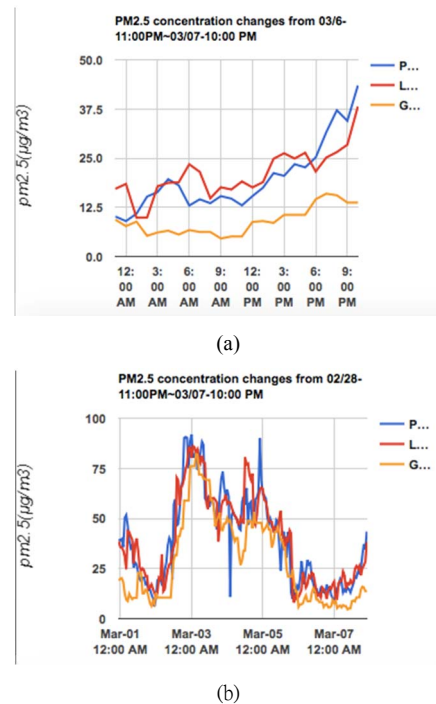 PM2.5 concentration changes from 03/6-
11:00PM~03/07-10:00 PM
pm2.5(μg/m3)
50.0
37.5
25.0
12.5
0.0
P...
L...
G...
12: 3: 6: 9: 12: 3: 6: 9:
00 00 00 00 00 00 00 00
AM AM AM AM PM PM PM PM
(a)
PM2.5 concentration changes from 02/28-
11:00PM~03/07-10:00 PM
pm2.5(μg/m3)
100
75
50
25
0
P...
L...
G...
Mar-01 Mar-03 Mar-05 Mar-07
12:00 AM 12:00 AM 12:00 AM 12:00 AM
(b)